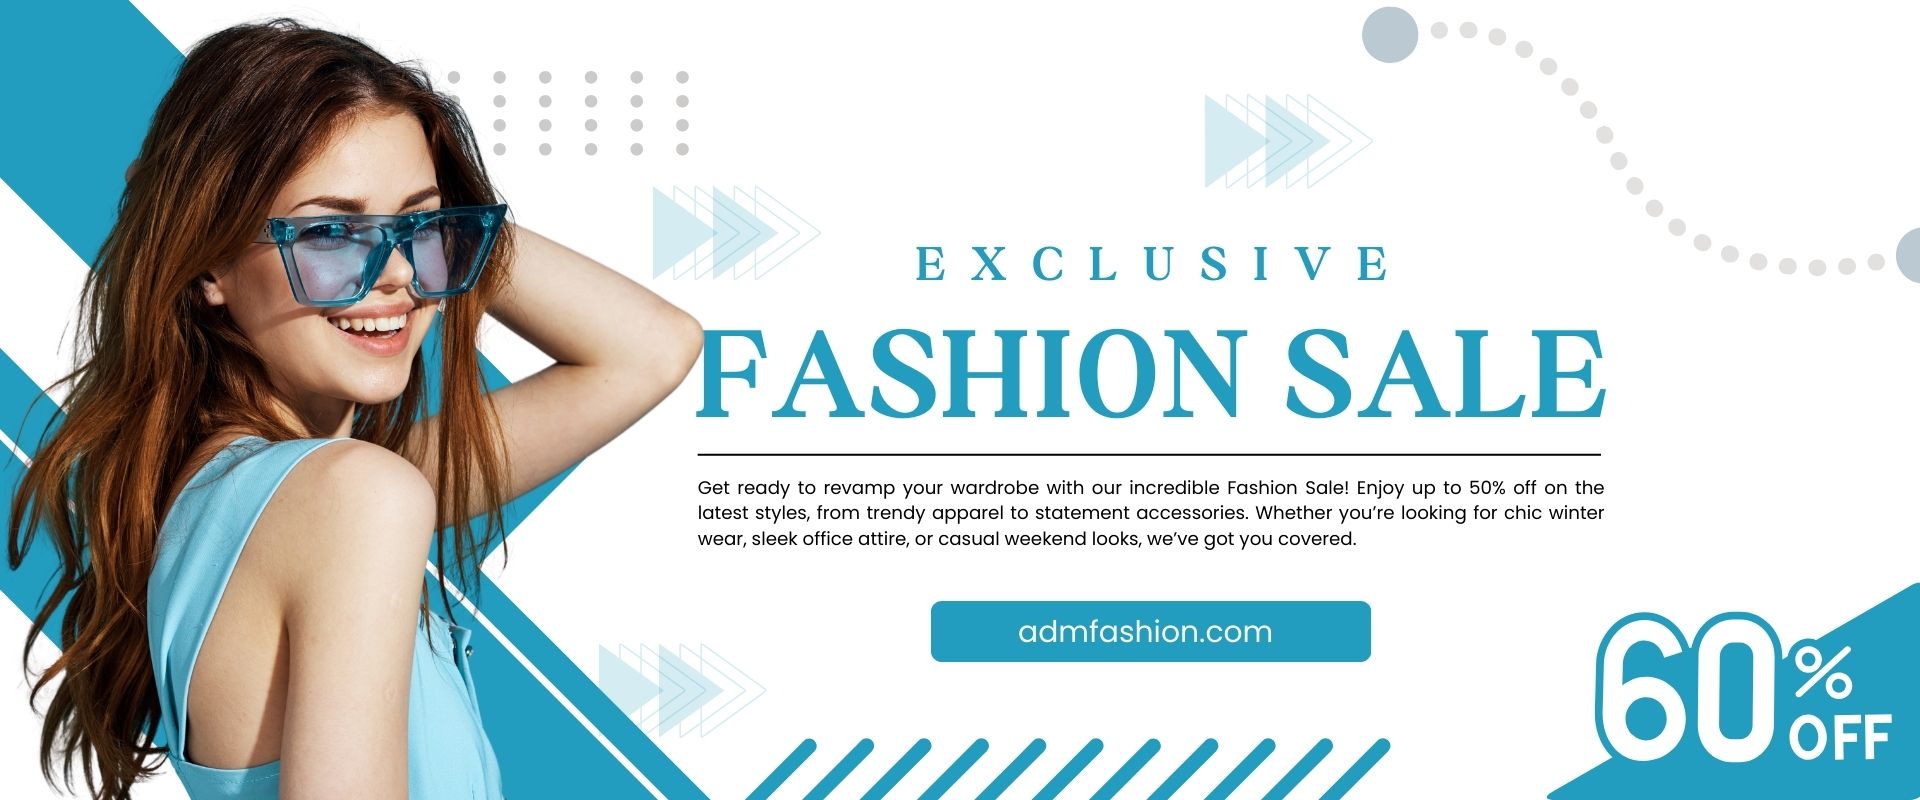 EXCLUSIVE
FASHION SALE
Get ready to revamp your wardrobe with our incredible Fashion Sale! Enjoy up to 50% off on the
latest styles, from trendy apparel to statement accessories. Whether you’re looking for chic winter
wear, sleek office attire, or casual weekend looks, we’ve got you covered.
admfashion.com
60%
OFF